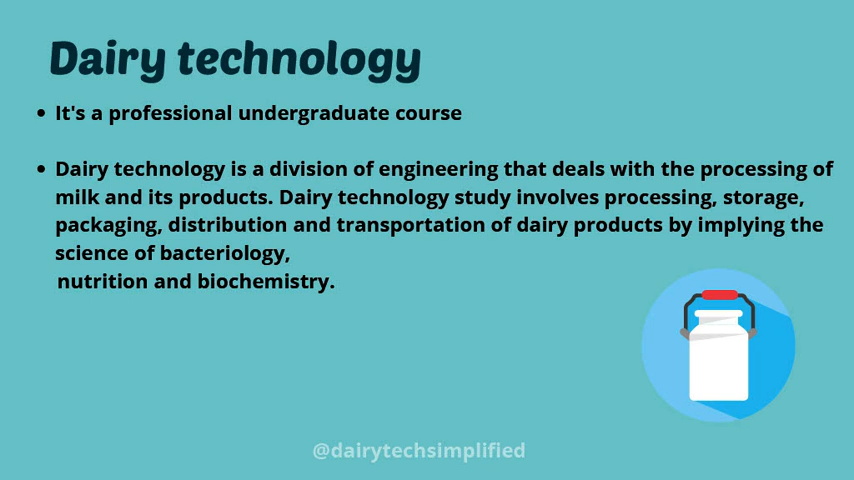 Dairy technology
• It's a professional undergraduate course
• Dairy technology is a division of engineering that deals with the processing of
milk and its products. Dairy technology study involves processing, storage,
packaging, distribution and transportation of dairy products by implying the
science of bacteriology,
nutrition and biochemistry.
@dairytechsimplified